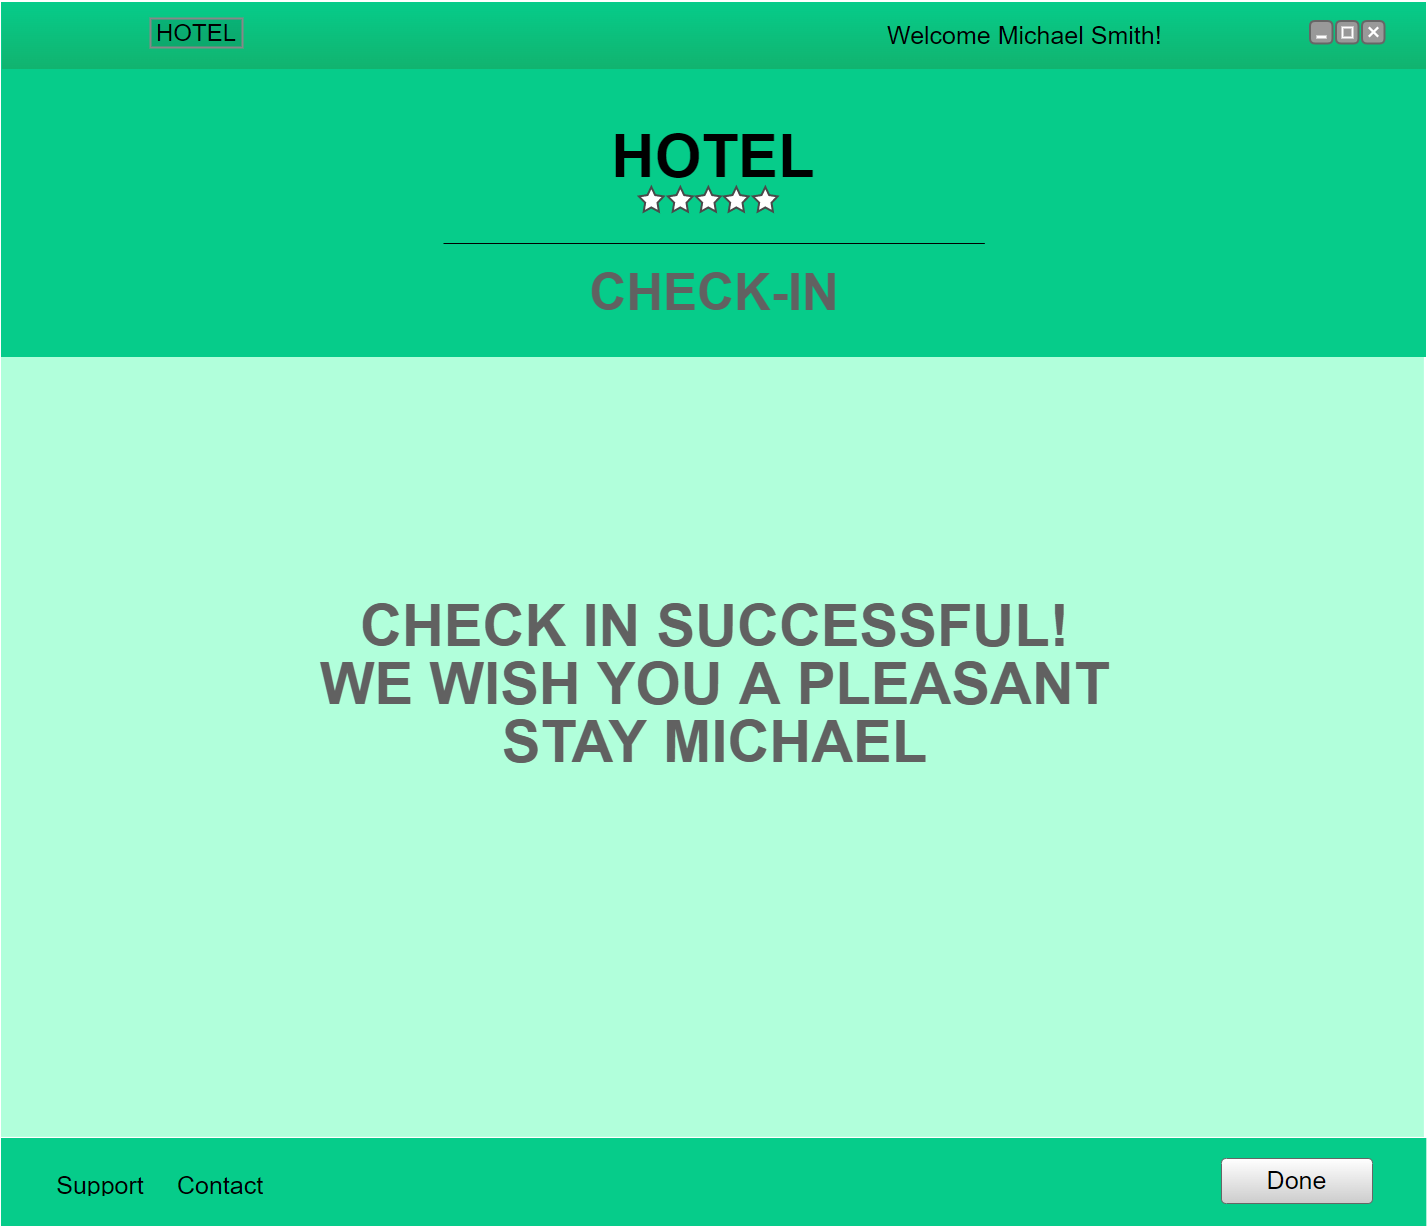 HOTEL
Welcome Michael Smith!
HOTEL
CHECK-IN
CHECK IN SUCCESSFUL!
WE WISH YOU A PLEASANT
STAY MICHAEL
Support
Contact
Done